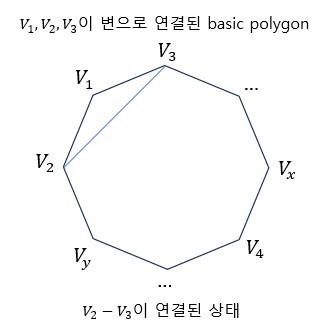 V₁, V₂, V₃이 변으로 연결된 basic polygon
V₃
V₁
...
V₂
Vₓ
V_y
V₄
...
V₂ − V₃이 연결된 상태